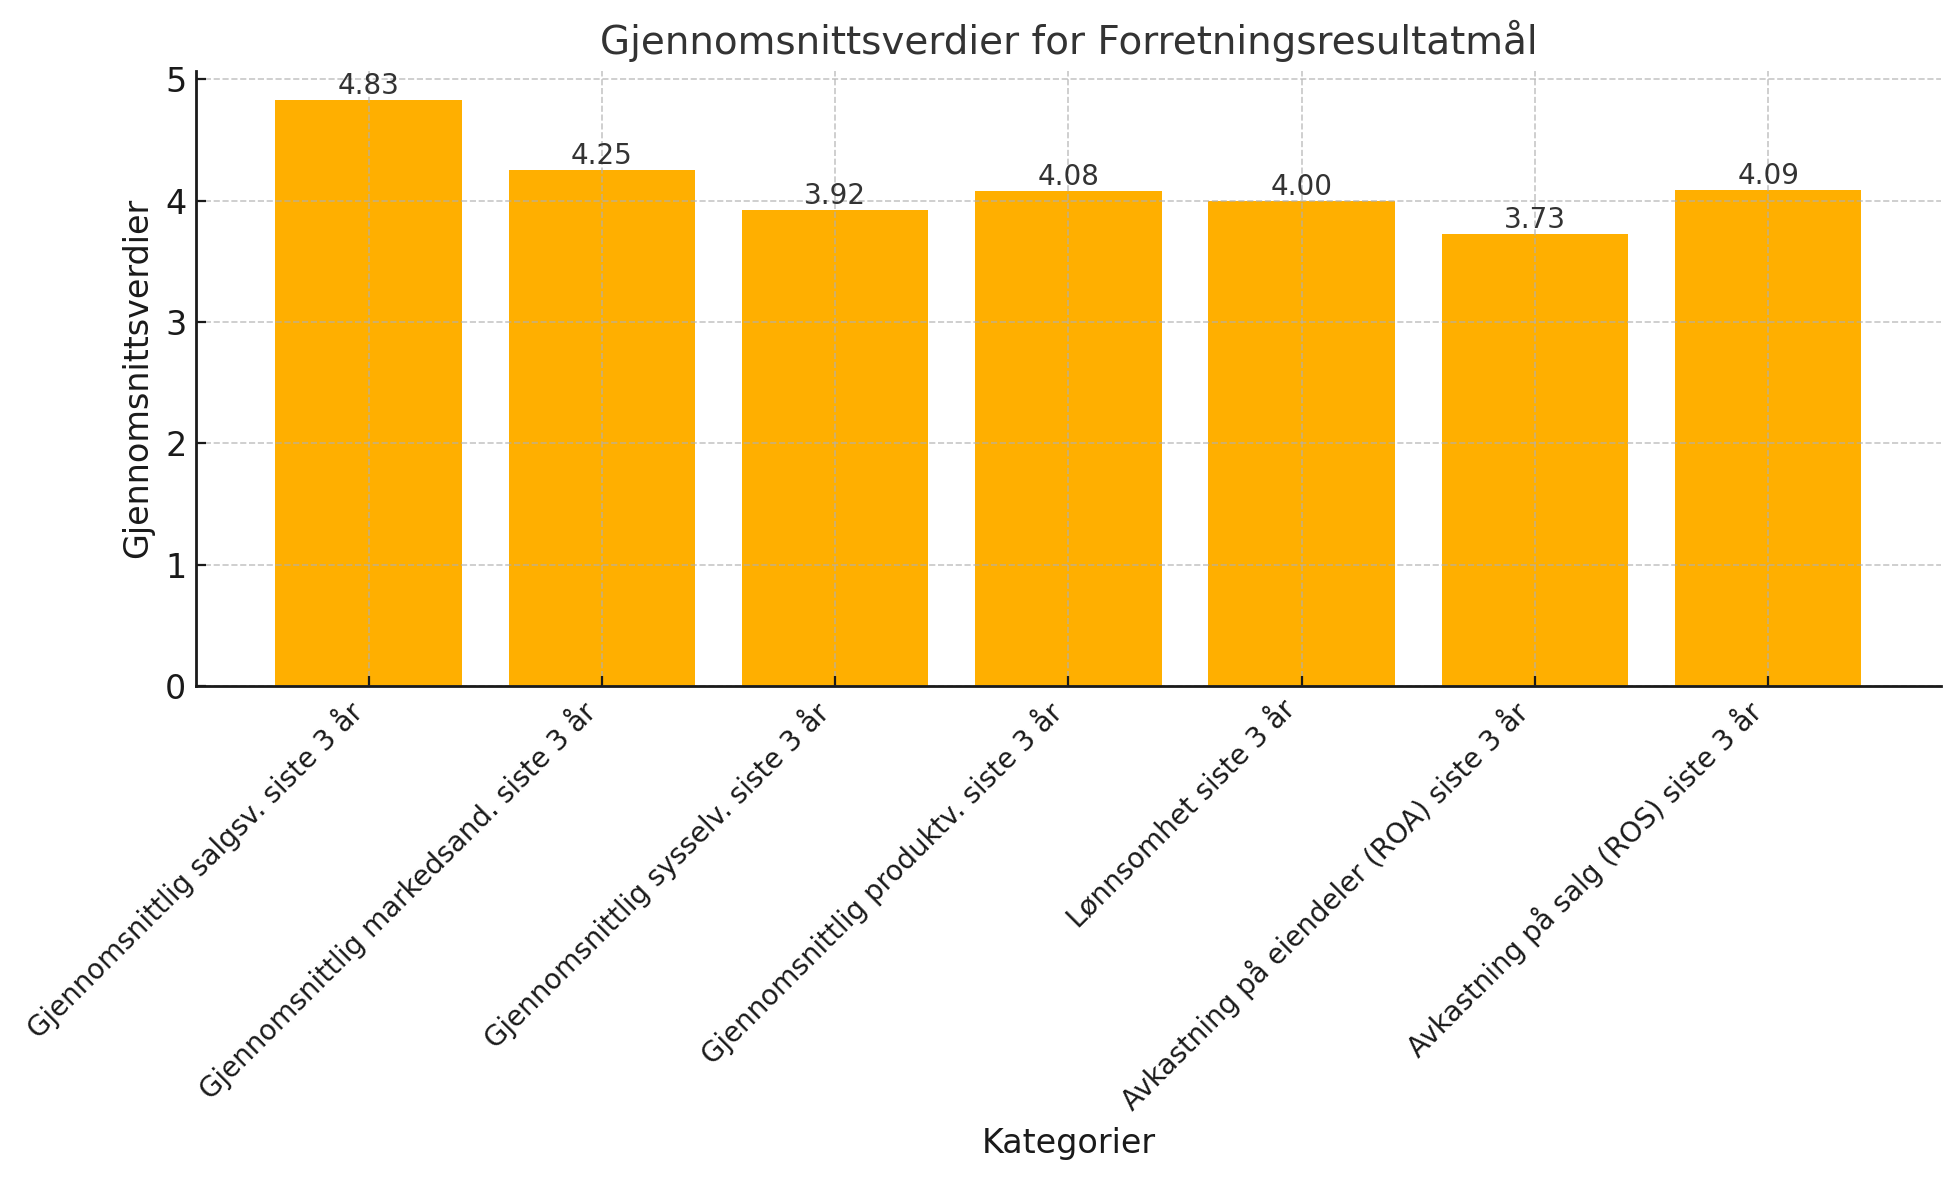 Gjennomsnittsverdier for Forretningsresultatmål
Gjennomsnittsverdier
5
4
3
2
1
0
4.83
4.25
3.92
4.08
4.00
3.73
4.09
Gjennomsnittlig salgsv. siste 3 år
Gjennomsnittlig markedsand. siste 3 år
Gjennomsnittlig sysselv. siste 3 år
Gjennomsnittlig produktv. siste 3 år
Lønnsomhet siste 3 år
Avkastning på eiendeler (ROA) siste 3 år
Avkastning på salg (ROS) siste 3 år
Kategorier